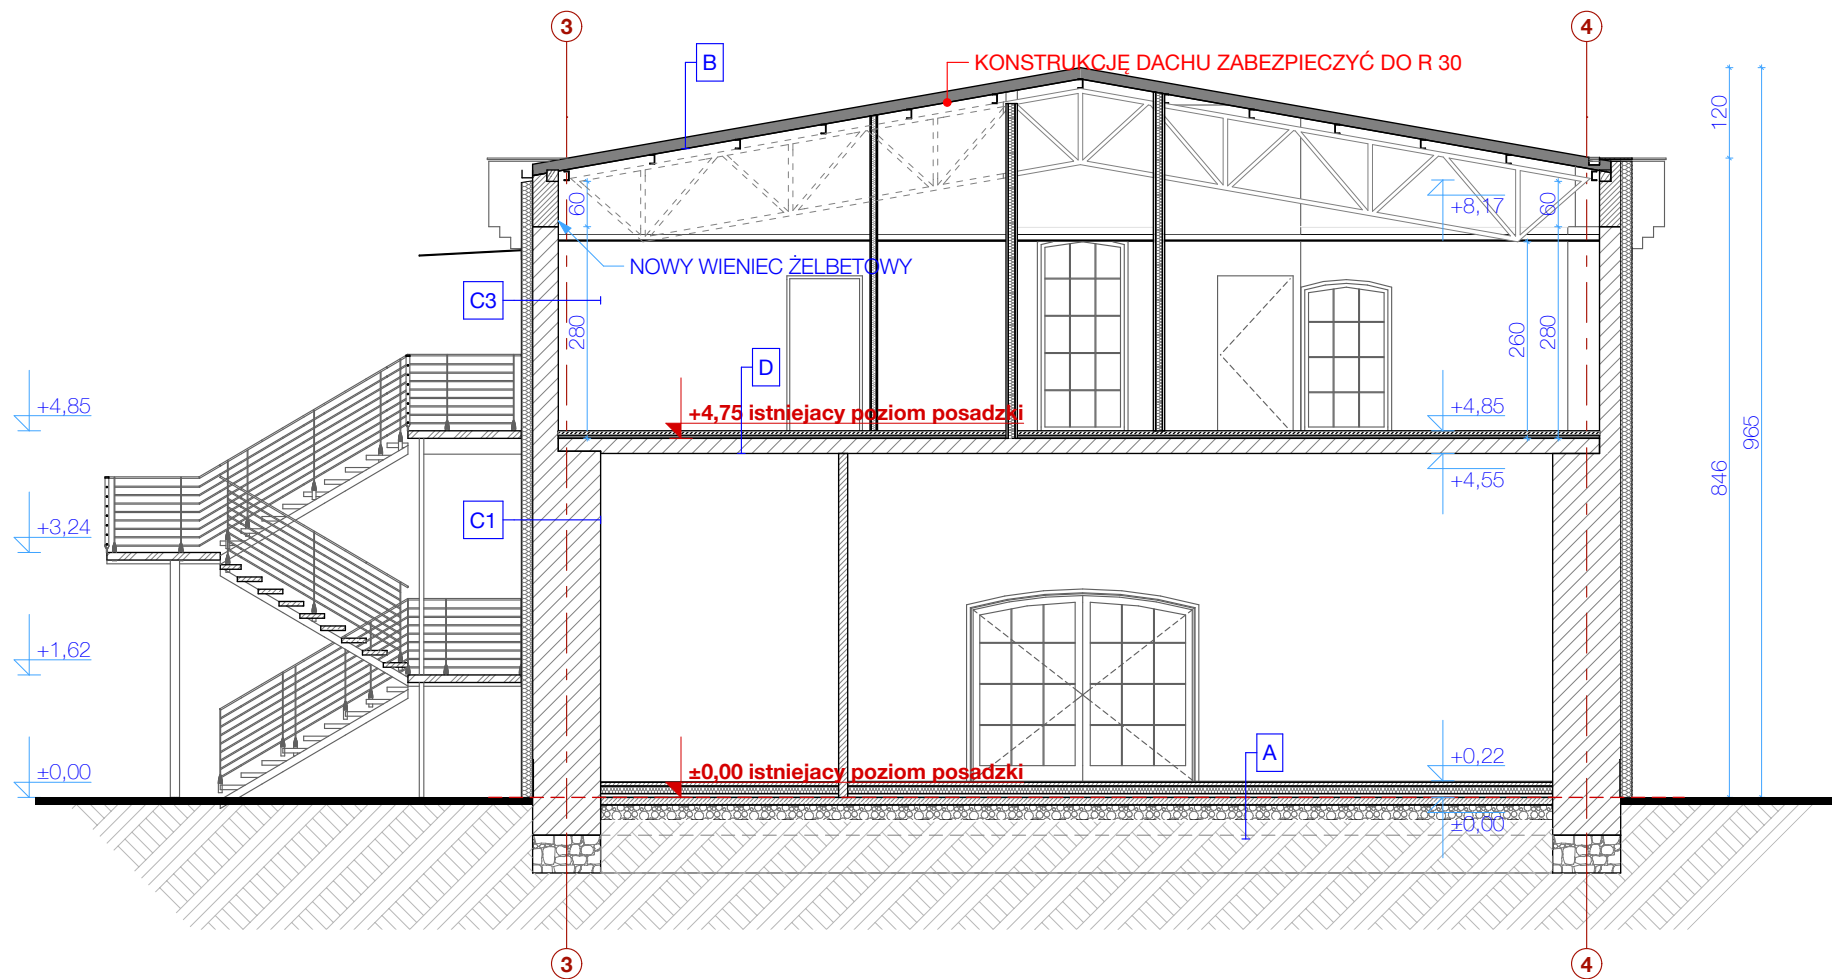 3
4
B
KONSTRUKCJĘ DACHU ZABEZPIECZYĆ DO R 30
120
60
+8,17
60
NOWY WIENIEC ŻELBETOWY
C3
280
260
280
D
+4,85
+4,75 istniejacy poziom posadzki
+4,85
965
+4,55
846
C1
+3,24
+1,62
A
+0,22
±0,00
±0,00 istniejacy poziom posadzki
±0,00
3
4